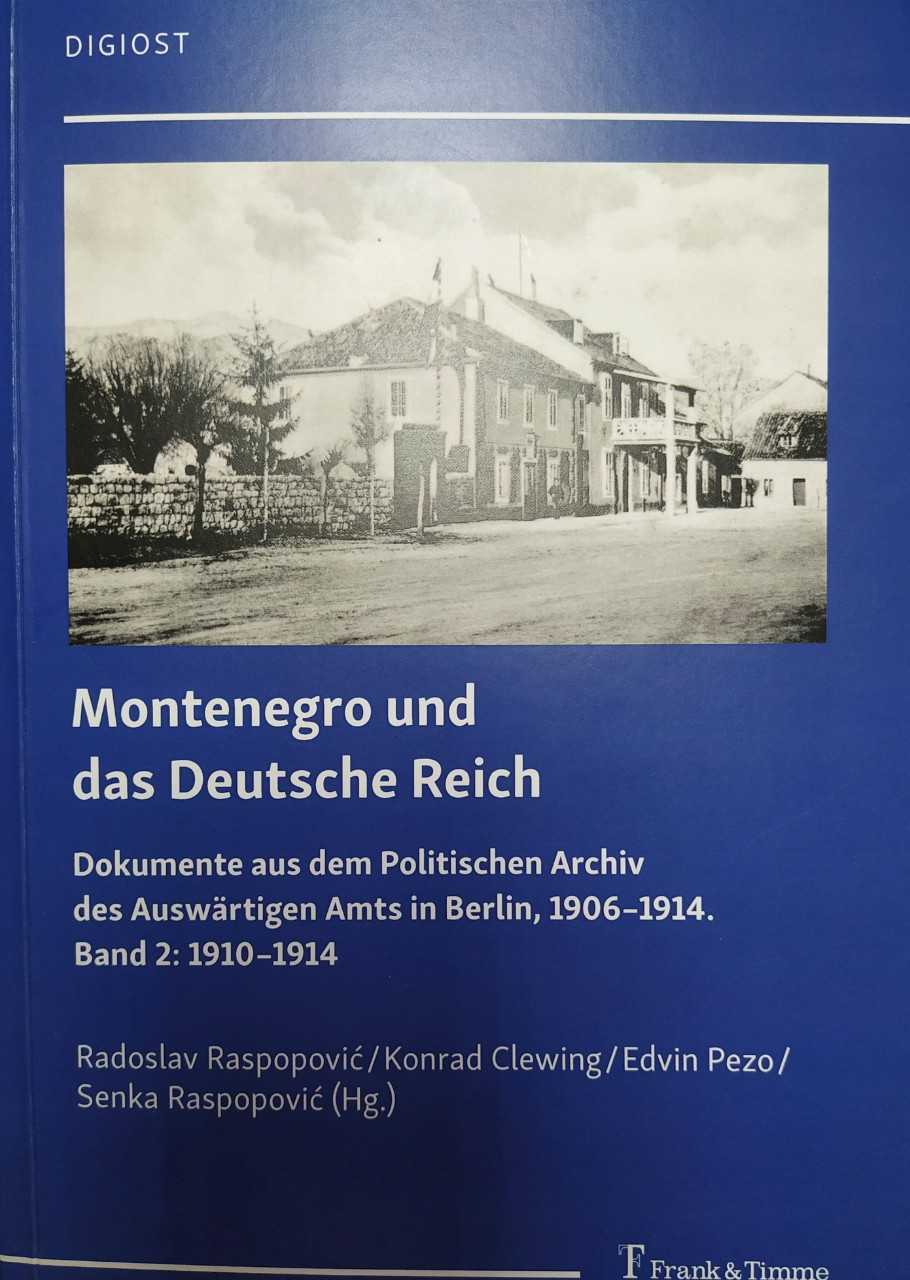 DIGIOST
Montenegro und
das Deutsche Reich
Dokumente aus dem Politischen Archiv
des Auswärtigen Amts in Berlin, 1906–1914.
Band 2: 1910–1914
Radoslav Raspopović/Konrad Clewing/Edvin Pezo/
Senka Raspopović (Hg.)
Frank & Timme